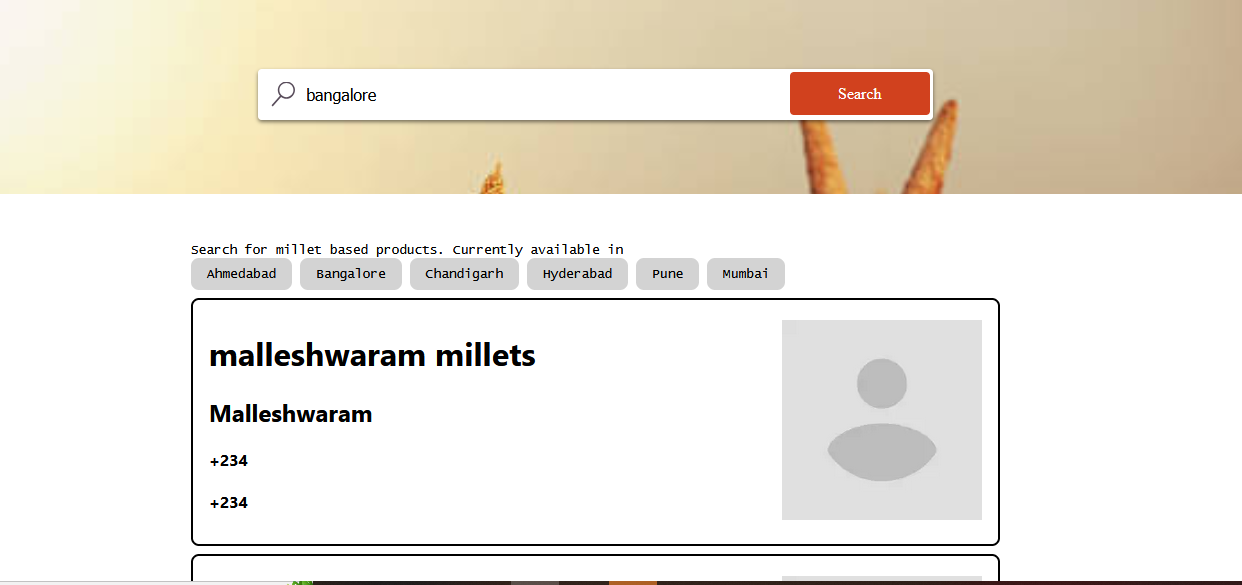 bangalore
Search
Search for millet based products. Currently available in
Ahmedabad Bangalore Chandigarh Hyderabad Pune Mumbai
malleshwaram millets
Malleshwaram
+234
+234